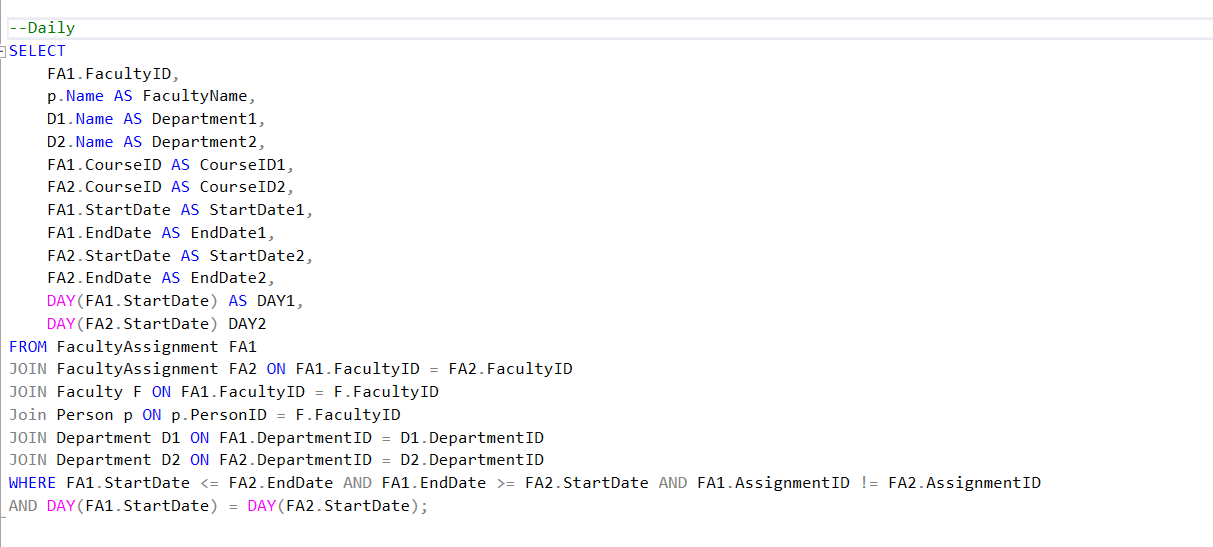 --Daily
SELECT
FA1.FacultyID,
p.Name AS FacultyName,
D1.Name AS Department1,
D2.Name AS Department2,
FA1.CourseID AS CourseID1,
FA2.CourseID AS CourseID2,
FA1.StartDate AS StartDate1,
FA1.EndDate AS EndDate1,
FA2.StartDate AS StartDate2,
FA2.EndDate AS EndDate2,
DAY(FA1.StartDate) AS DAY1,
DAY(FA2.StartDate) DAY2
FROM FacultyAssignment FA1
JOIN FacultyAssignment FA2 ON FA1.FacultyID = FA2.FacultyID
JOIN Faculty F ON FA1.FacultyID = F.FacultyID
Join Person p ON p.PersonID = F.FacultyID
JOIN Department D1 ON FA1.DepartmentID = D1.DepartmentID
JOIN Department D2 ON FA2.DepartmentID = D2.DepartmentID
WHERE FA1.StartDate <= FA2.EndDate AND FA1.EndDate >= FA2.StartDate AND FA1.AssignmentID != FA2.AssignmentID
AND DAY(FA1.StartDate) = DAY(FA2.StartDate);